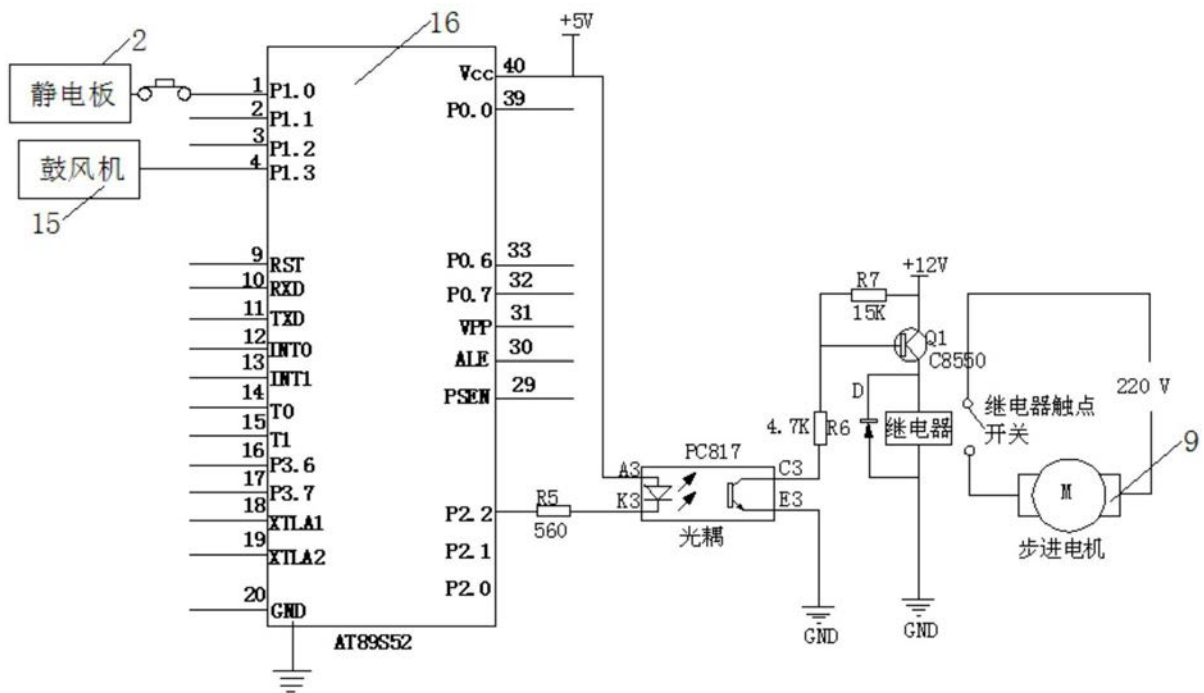 2
静电板
鼓风机
15
16
1
P1.0
2
P1.1
3
P1.2
4
P1.3
9
RST
10
RXD
11
TXD
12
INT0
13
INT1
14
T0
15
T1
16
P3.6
17
P3.7
18
XTLA1
19
XTLA2
20
GND
AT89S52
+5V
Vcc
40
P0.0
39
P0.6
33
P0.7
32
VPP
31
ALE
30
PSEN
29
P2.2
P2.1
P2.0
R5
560
PC817
A3
K3
C3
E3
光耦
R7
15K
+12V
Q1
C8550
D
4.7K
R6
继电器
GND
GND
继电器触点
开关
220 V
9
M
步进电机